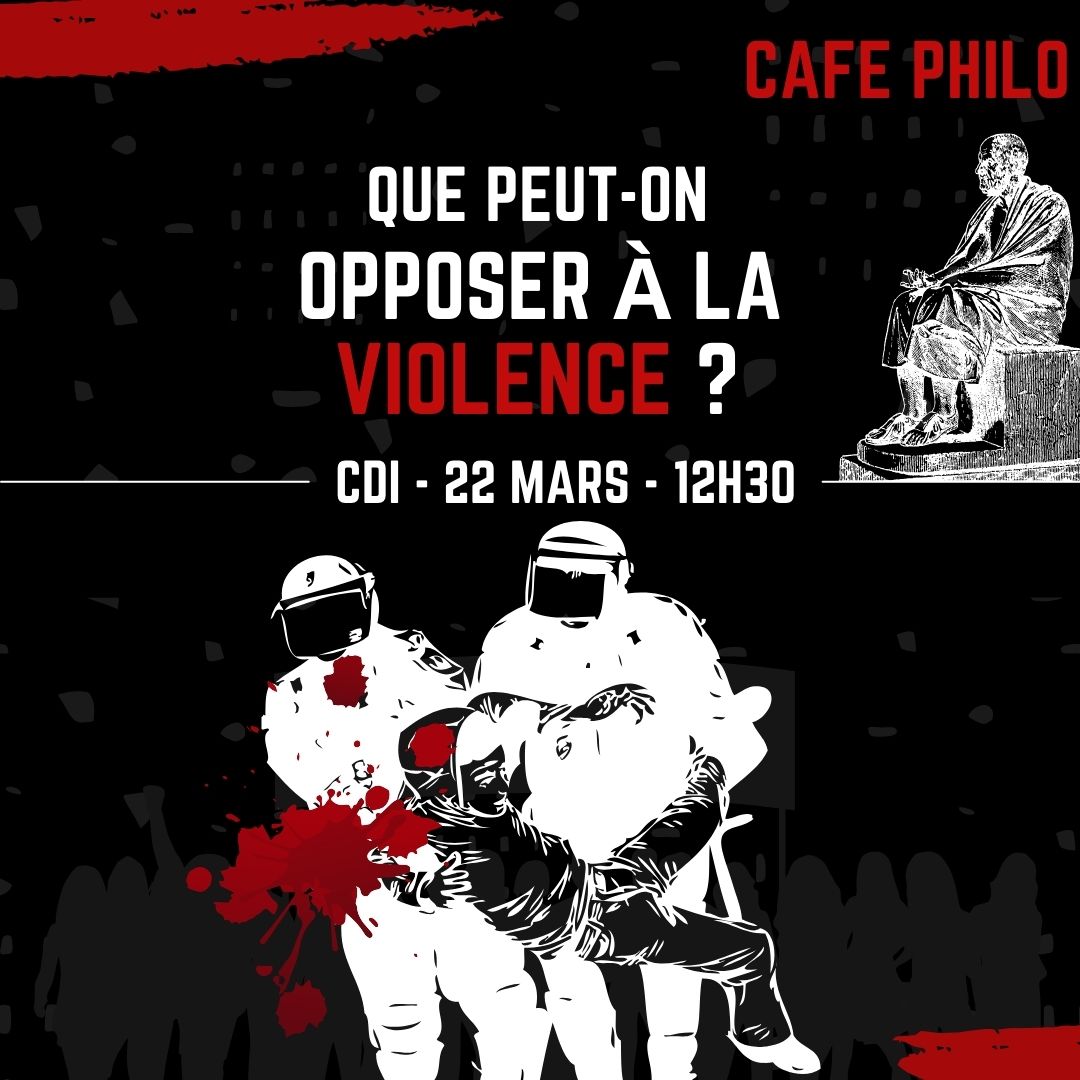 CAFE PHILO
QUE PEUT-ON
OPPOSER À LA
VIOLENCE ?
CDI - 22 MARS - 12H30